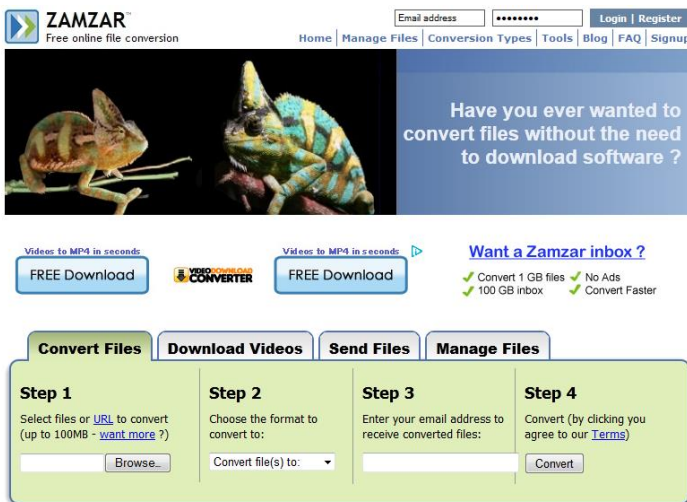 ZAMZAR™
Free online file conversion
Email address
••••••••
Login | Register
Home | Manage Files | Conversion Types | Tools | Blog | FAQ | Signup
Have you ever wanted to
convert files without the need
to download software ?
Videos to MP4 in seconds
FREE Download
VIDEO DOWNLOAD
CONVERTER
Videos to MP4 in seconds
FREE Download
Want a Zamzar inbox ?
Convert 1 GB files
No Ads
100 GB inbox
Convert Faster
Convert Files
Download Videos
Send Files
Manage Files
Step 1
Select files or URL to convert
(up to 100MB - want more ?)
Browse...
Step 2
Choose the format to
convert to:
Convert file(s) to:
Step 3
Enter your email address to
receive converted files:
Step 4
Convert (by clicking you
agree to our Terms)
Convert